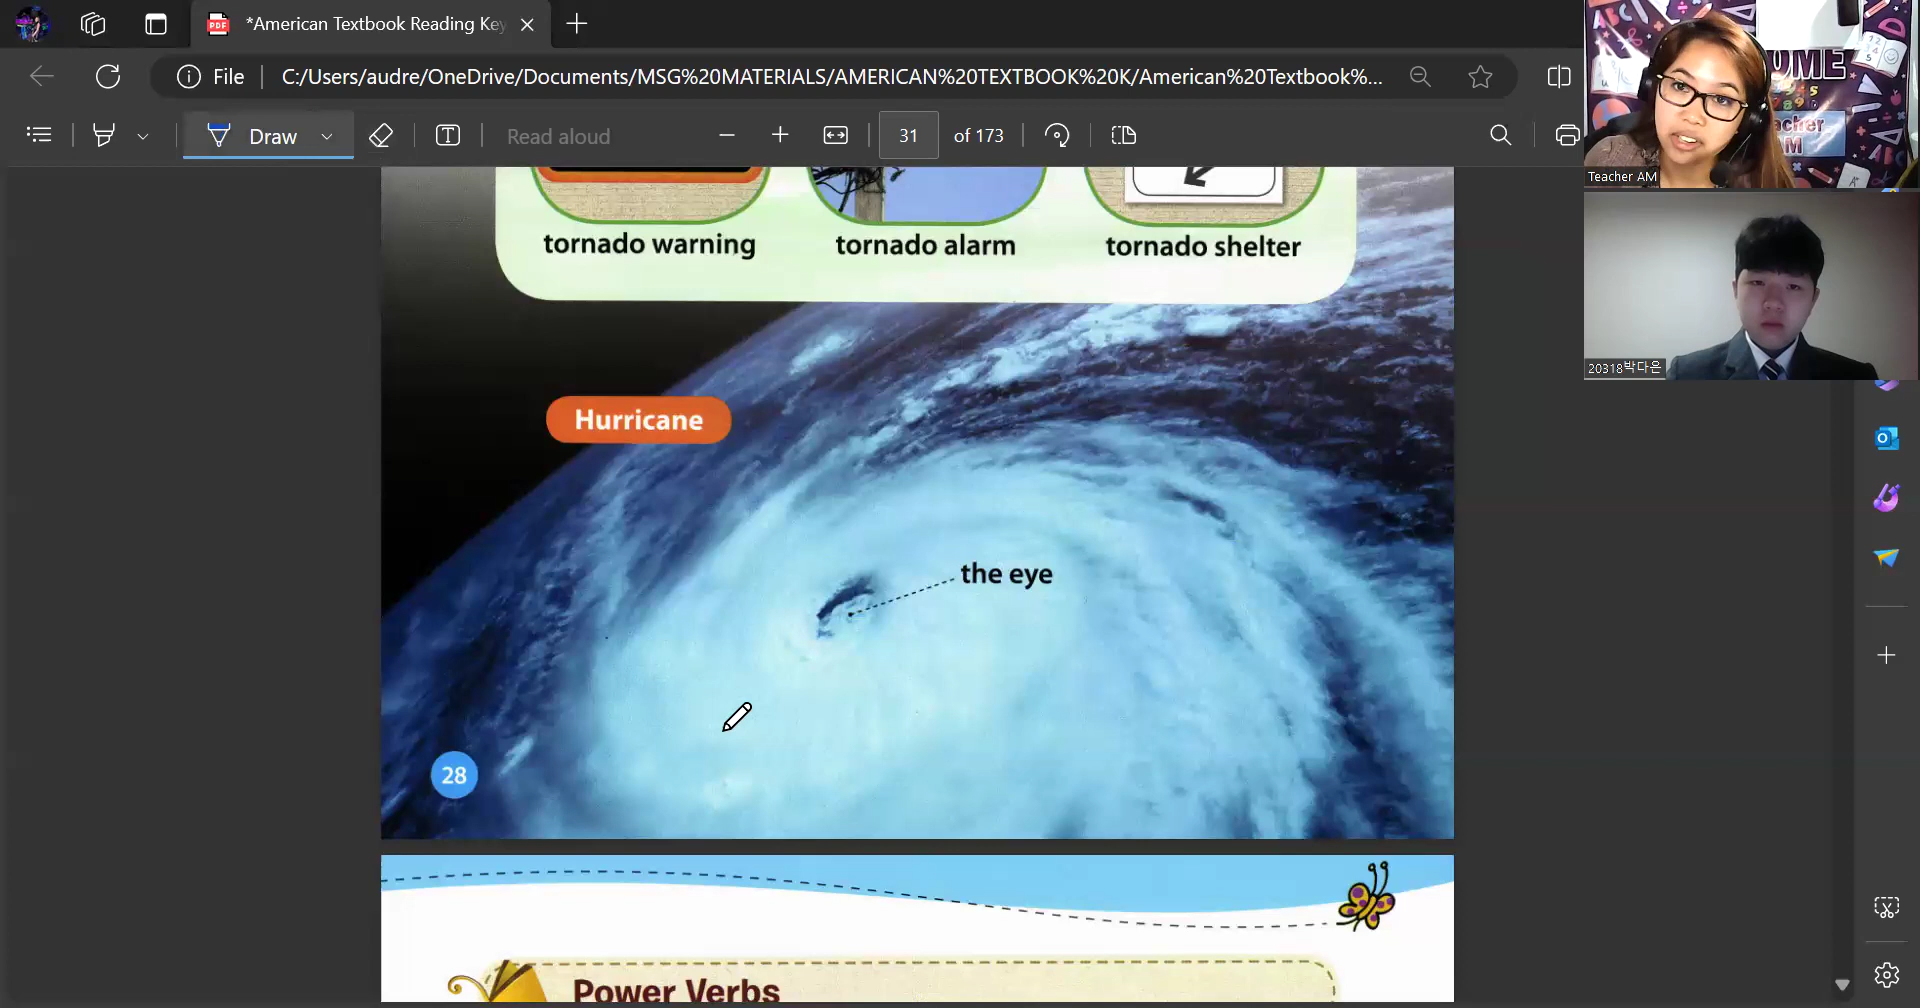 *American Textbook Reading Key
File
C:/Users/audre/OneDrive/Documents/MSG%20MATERIALS/AMERICAN%20TEXTBOOK%20K/American%20Textbook%...
Draw
Read aloud
31
of 173
Teacher AM
20318박다은
tornado warning
tornado alarm
tornado shelter
Hurricane
the eye
28
Power Verbs